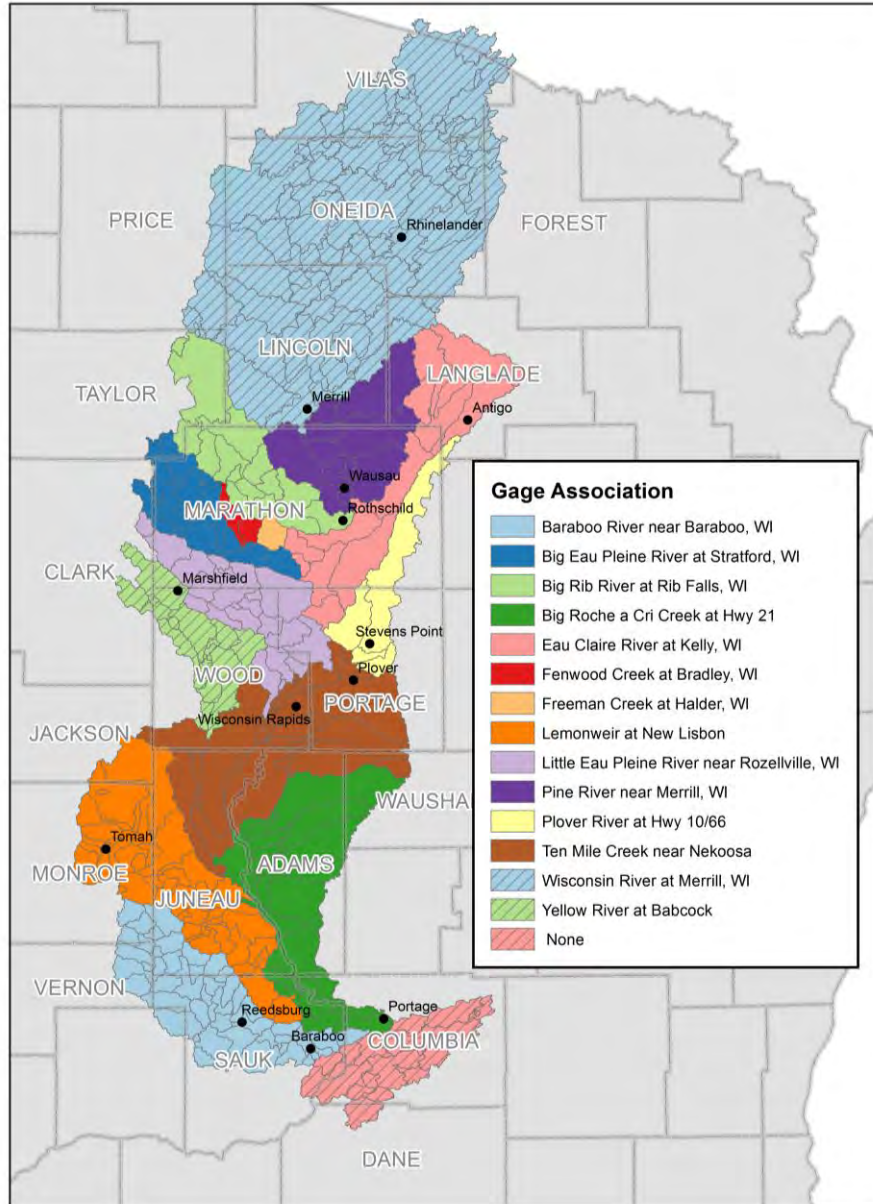 VILAS
PRICE
ONEIDA
Rhinelander
FOREST
LINCOLN
TAYLOR
LANGLADE
Merrill
Antigo
Wausau
MARATHON
Rothschild
CLARK
Marshfield
Stevens Point
WOOD
Plover
PORTAGE
Wisconsin Rapids
JACKSON
WAUSHA
Tomah
ADAMS
MONROE
JUNEAU
VERNON
Reedsburg
Portage
Baraboo
COLUMBIA
SAUK
DANE
Gage Association
Baraboo River near Baraboo, WI
Big Eau Pleine River at Stratford, WI
Big Rib River at Rib Falls, WI
Big Roche a Cri Creek at Hwy 21
Eau Claire River at Kelly, WI
Fenwood Creek at Bradley, WI
Freeman Creek at Halder, WI
Lemonweir at New Lisbon
Little Eau Pleine River near Rozellville, WI
Pine River near Merrill, WI
Plover River at Hwy 10/66
Ten Mile Creek near Nekoosa
Wisconsin River at Merrill, WI
Yellow River at Babcock
None